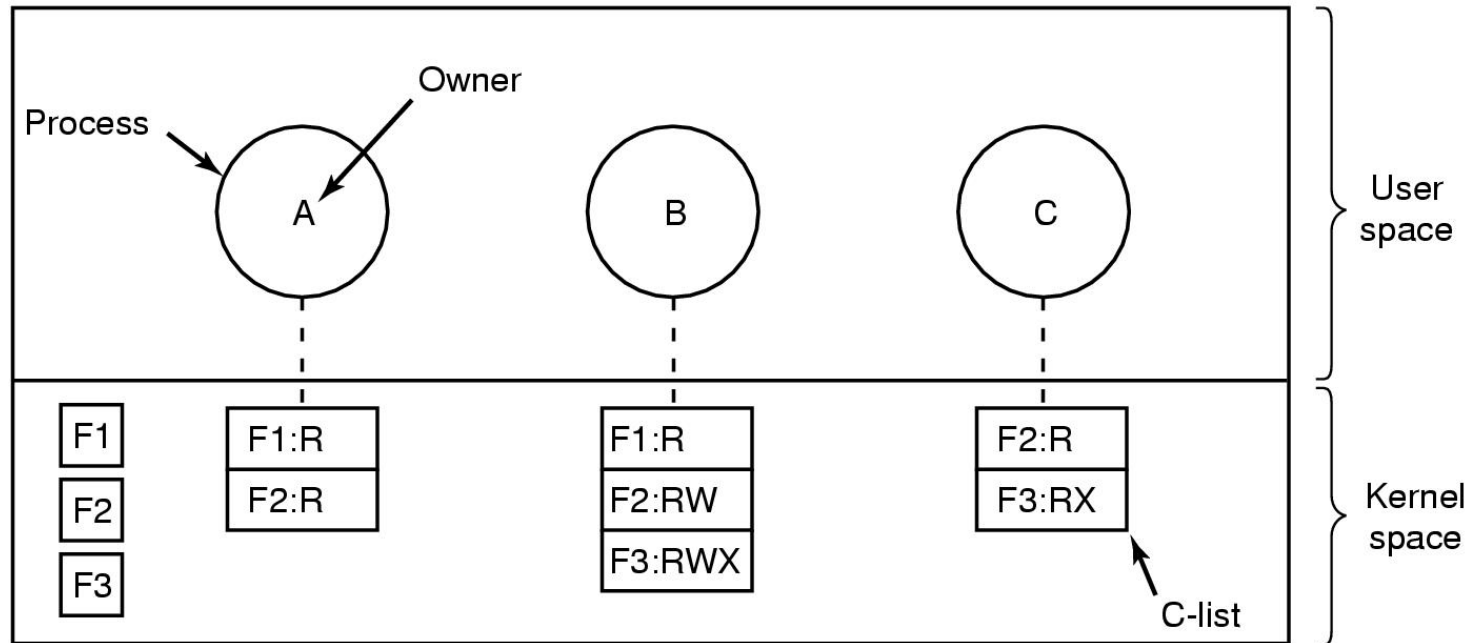 Owner
Process
A
B
C
User
space
F1
F2
F3
F1:R
F2:R
F1:R
F2:RW
F3:RWX
F2:R
F3:RX
C-list
Kernel
space